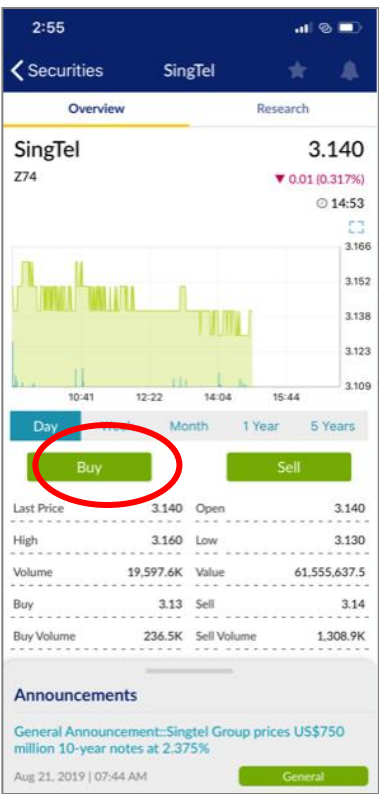 2:55
Securities SingTel
Overview Research
SingTel 3.140
Z74 ▼ 0.01 (0.317%)
14:53
3.166
3.152
3.138
3.123
3.109
10:41 12:22 14:04 15:44
Day Week Month 1 Year 5 Years
Buy Sell
Last Price 3.140 Open 3.140
High 3.160 Low 3.130
Volume 19,597.6K Value 61,555,637.5
Buy 3.13 Sell 3.14
Buy Volume 236.5K Sell Volume 1,308.9K
Announcements
General Announcement::Singtel Group prices US$750
million 10-year notes at 2.375%
Aug 21, 2019 | 07:44 AM General